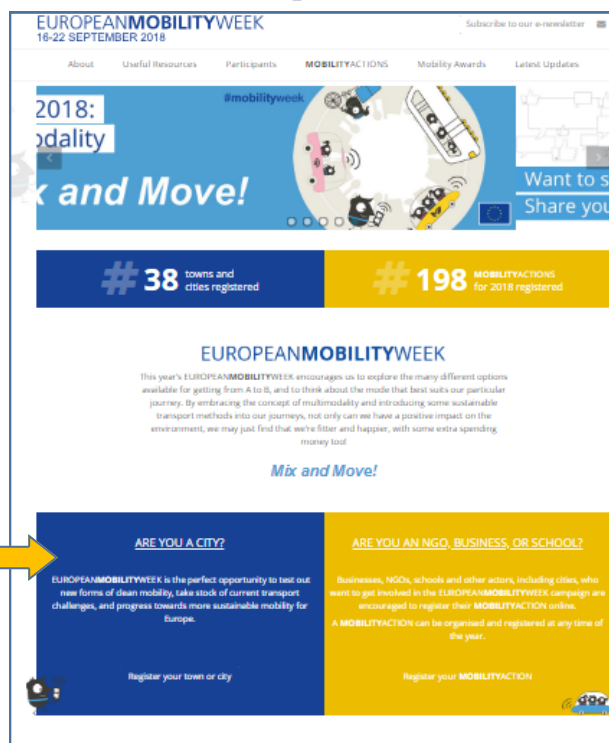 EUROPEANMOBILITYWEEK
16-22 SEPTEMBER 2018
Subscribe to our e-newsletter
About Useful Resources Participants MOBILITYACTIONS Mobility Awards Latest Updates
#mobilityweek
2018:
odality
x and Move!
Want to s
Share you
# 38 towns and
cities registered
# 198 MOBILITYACTIONS
for 2018 registered
EUROPEANMOBILITYWEEK
This year's EUROPEANMOBILITYWEEK encourages us to explore the many different options
available for getting from A to B, and to think about the mode that best suits our particular
journey. By embracing the concept of multimodality and introducing some sustainable
transport methods into our journeys, not only can we have a positive impact on the
environment, we may just find that we're fitter and happier, with some extra spending
money too!
Mix and Move!
ARE YOU A CITY?
EUROPEANMOBILITYWEEK is the perfect opportunity to test out
new forms of clean mobility, take stock of current transport
challenges, and progress towards more sustainable mobility for
Europe.
Register your town or city
ARE YOU AN NGO, BUSINESS, OR SCHOOL?
Businesses, NGOs, schools and other actors, including cities, who
want to get involved in the EUROPEANMOBILITYWEEK campaign are
encouraged to register their MOBILITYACTION online.
A MOBILITYACTION can be organised and registered at any time of
the year.
Register your MOBILITYACTION